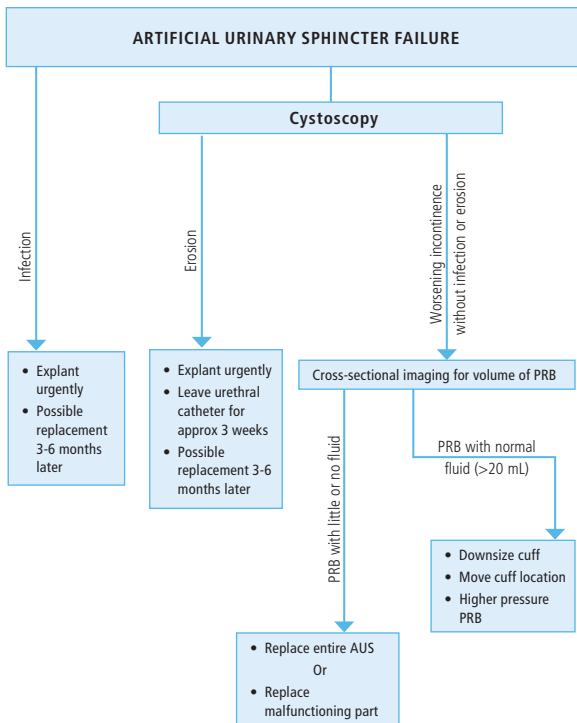 ARTIFICIAL URINARY SPHINCTER FAILURE
Cystoscopy
Infection
Erosion
Worsening incontinence
without infection or erosion
• Explant
urgently
• Possible
replacement
3-6 months
later
• Explant urgently
• Leave urethral
catheter for
approx 3 weeks
• Possible
replacement 3-6
months later
Cross-sectional imaging for volume of PRB
PRB with little or no fluid
PRB with normal
fluid (>20 mL)
• Downsize cuff
• Move cuff location
• Higher pressure
PRB
• Replace entire AUS
Or
• Replace
malfunctioning part